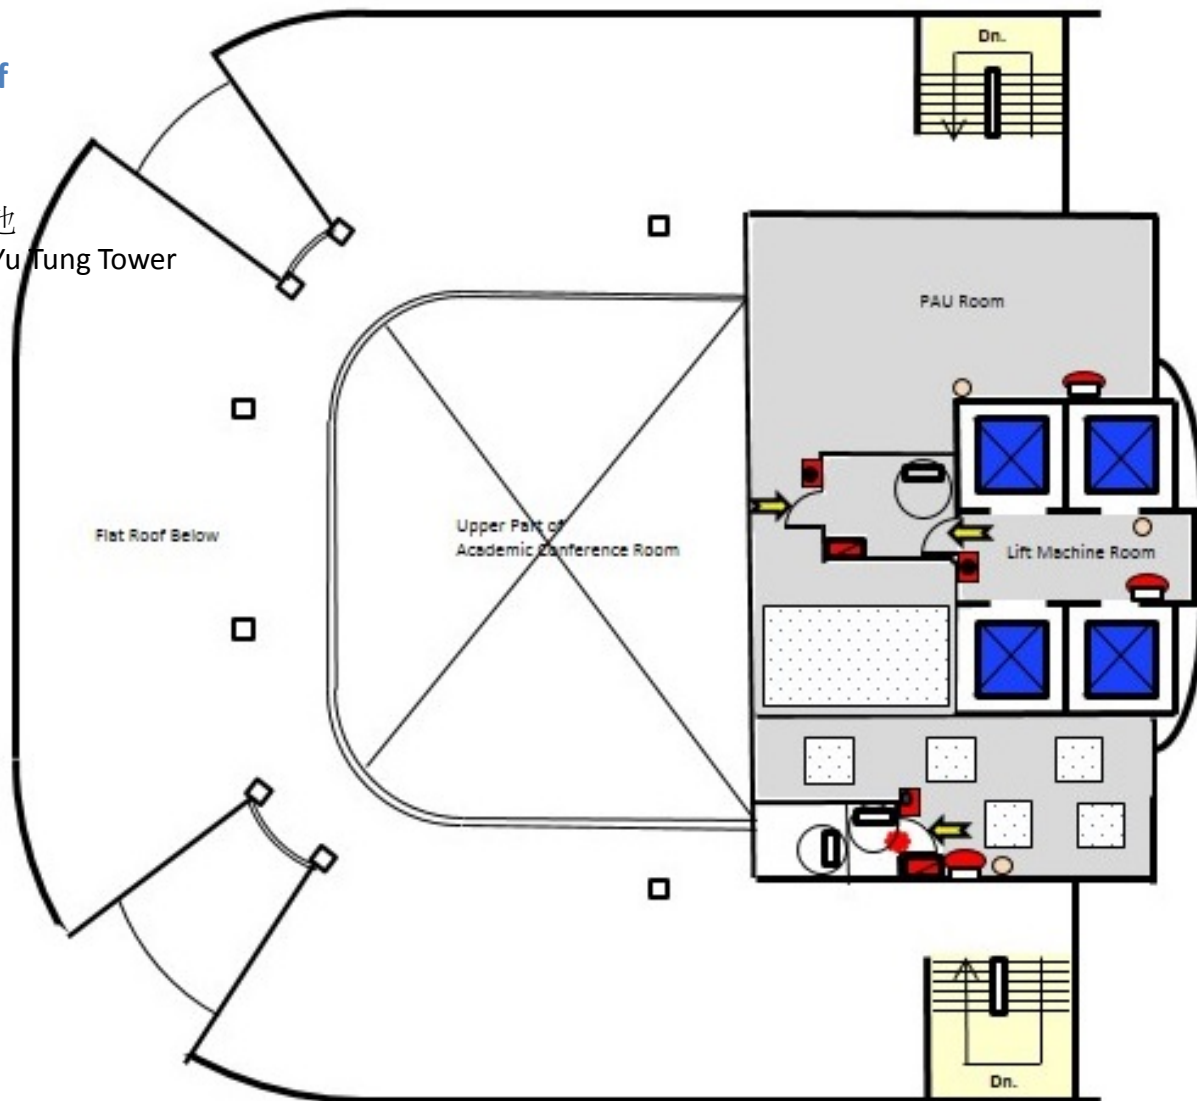 f
也
Yu Tung Tower
Dn.
PAU Room
Flat Roof Below
Upper Part of
Academic Conference Room
Lift Machine Room
Dn.